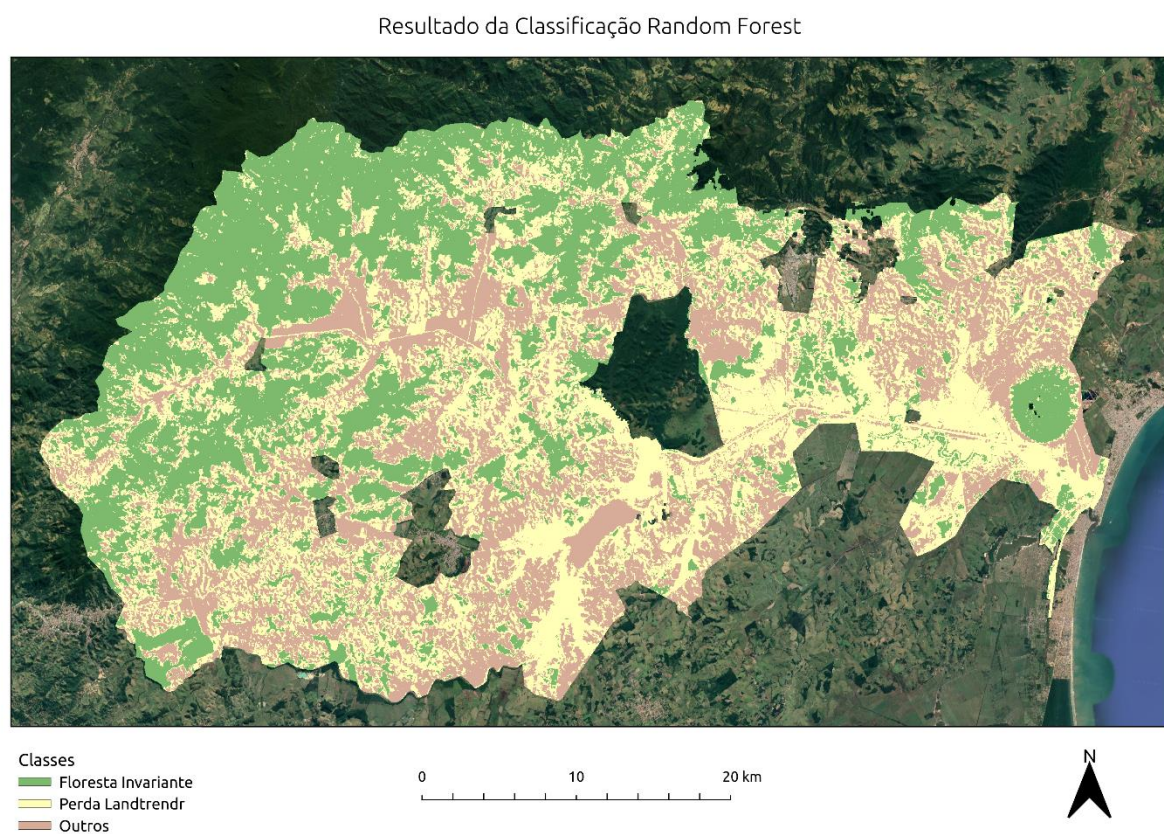 Resultado da Classificação Random Forest
Classes
Floresta Invariante
Perda Landtrendr
Outros
0 10 20 km
N